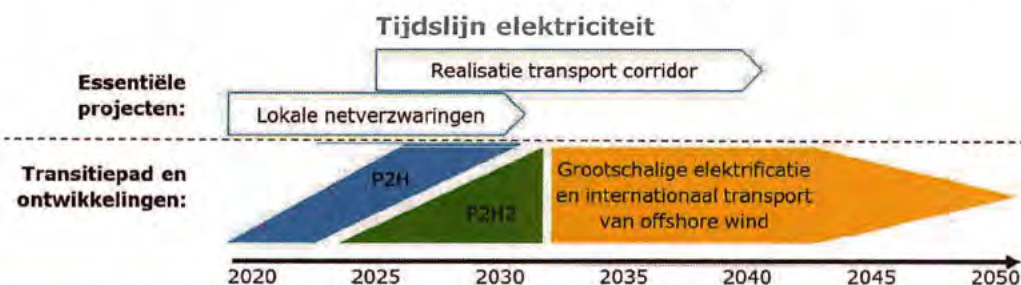 Tijdslijn elektriciteit
Realisatie transport corridor
Essentiële
projecten:
Lokale netverzwaringen
Transitiepad en
ontwikkelingen:
P2H
P2H2
Grootschalige elektrificatie
en internationaal transport
van offshore wind
2020 2025 2030 2035 2040 2045 2050